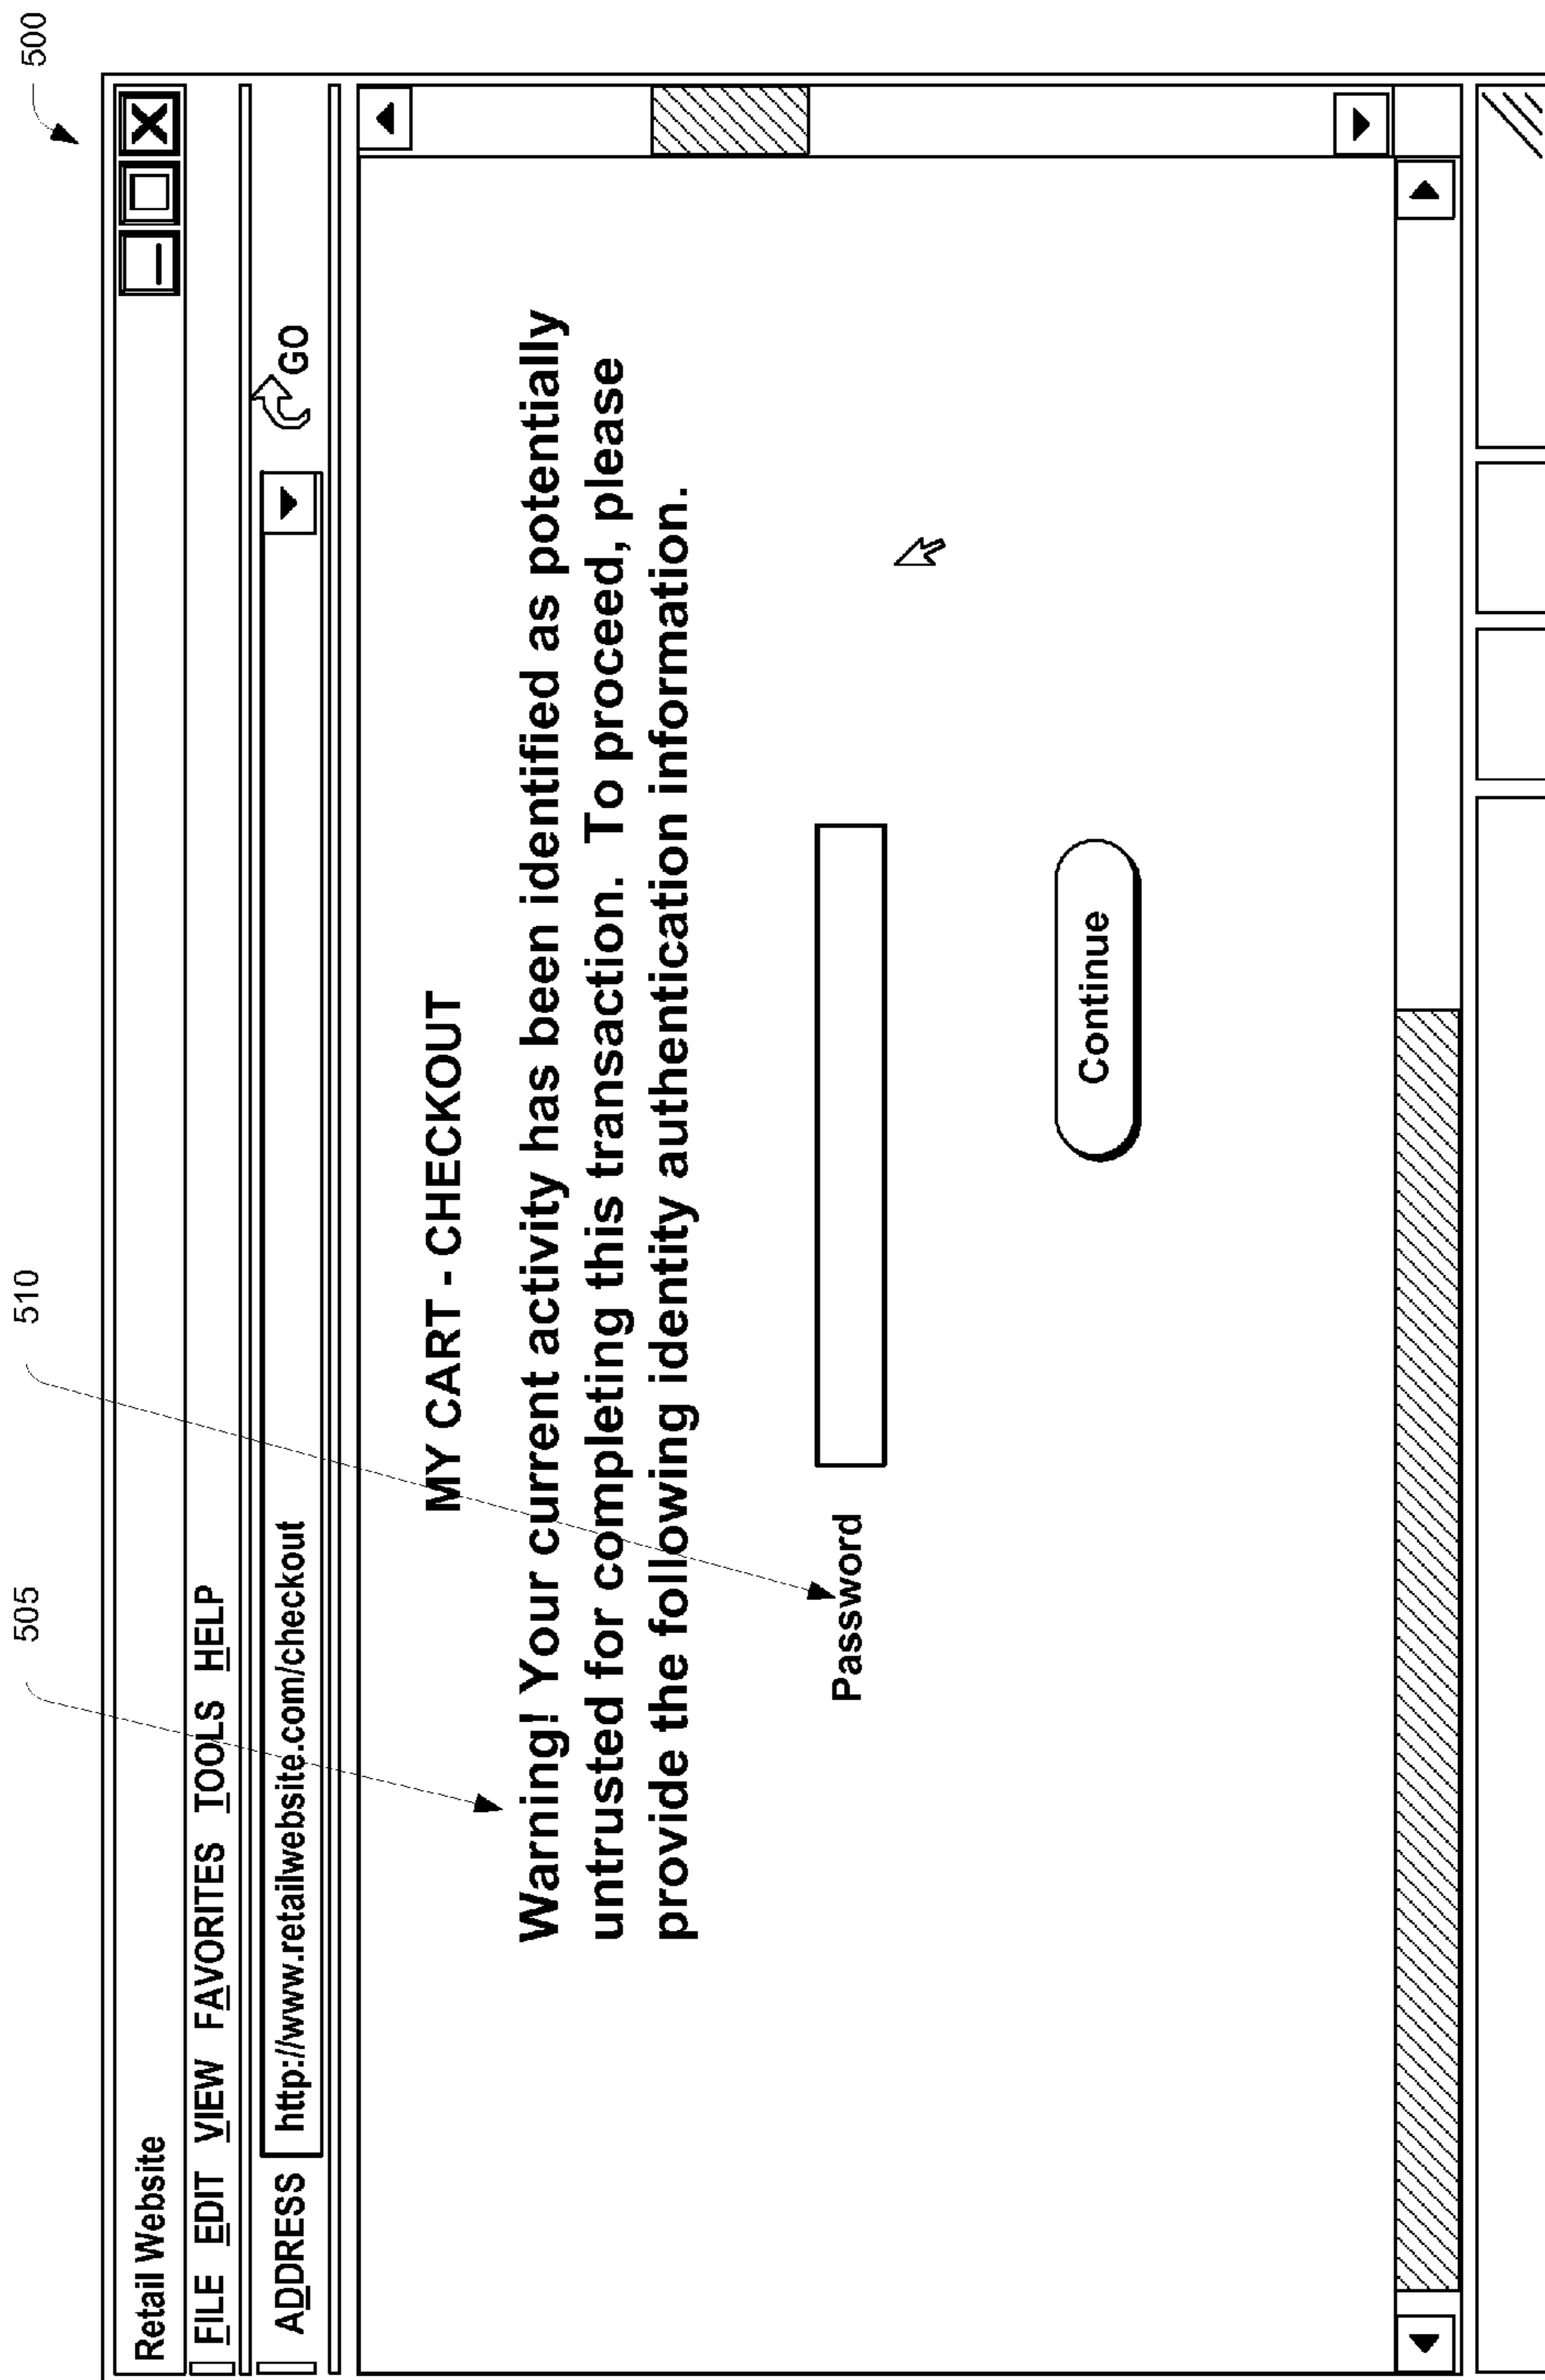 500
505
510
Retail Website
FILE EDIT VIEW FAVORITES TOOLS HELP
ADDRESS http://www.retailwebsite.com/checkout GO
MY CART - CHECKOUT
Warning! Your current activity has been identified as potentially
untrusted for completing this transaction. To proceed, please
provide the following identity authentication information.
Password
Continue